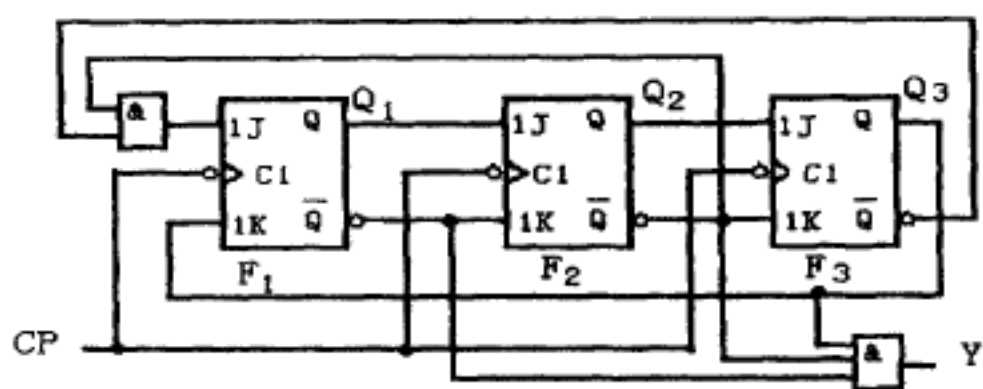 Q1 Q2 Q3
& 1J Q 1J Q 1J Q
C1 C1 C1
1K Q̅ 1K Q̅ 1K Q̅
F1 F2 F3
CP & Y